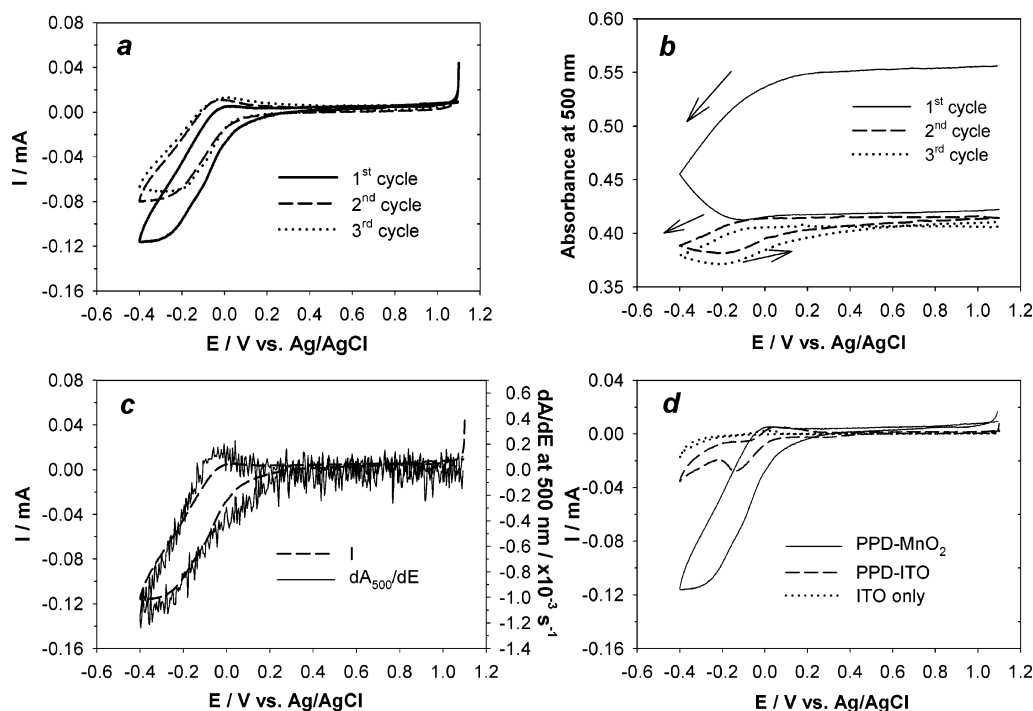 a
0.08
0.04
0.00
-0.04
-0.08
-0.12
-0.16
I / mA
1st cycle
2nd cycle
3rd cycle
-0.6 -0.4 -0.2 0.0 0.2 0.4 0.6 0.8 1.0 1.2
E / V vs. Ag/AgCl
b
0.60
0.55
0.50
0.45
0.40
0.35
Absorbance at 500 nm
1st cycle
2nd cycle
3rd cycle
-0.6 -0.4 -0.2 0.0 0.2 0.4 0.6 0.8 1.0 1.2
E / V vs. Ag/AgCl
c
0.08
0.04
0.00
-0.04
-0.08
-0.12
-0.16
I / mA
I
dA500/dE
0.6
0.4
0.2
0.0
-0.2
-0.4
-0.6
-0.8
-1.0
-1.2
-1.4
dA/dE at 500 nm / x10-3 s-1
-0.6 -0.4 -0.2 0.0 0.2 0.4 0.6 0.8 1.0 1.2
E / V vs. Ag/AgCl
d
0.04
0.00
-0.04
-0.08
-0.12
-0.16
I / mA
PPD-MnO2
PPD-ITO
ITO only
-0.6 -0.4 -0.2 0.0 0.2 0.4 0.6 0.8 1.0 1.2
E / V vs. Ag/AgCl